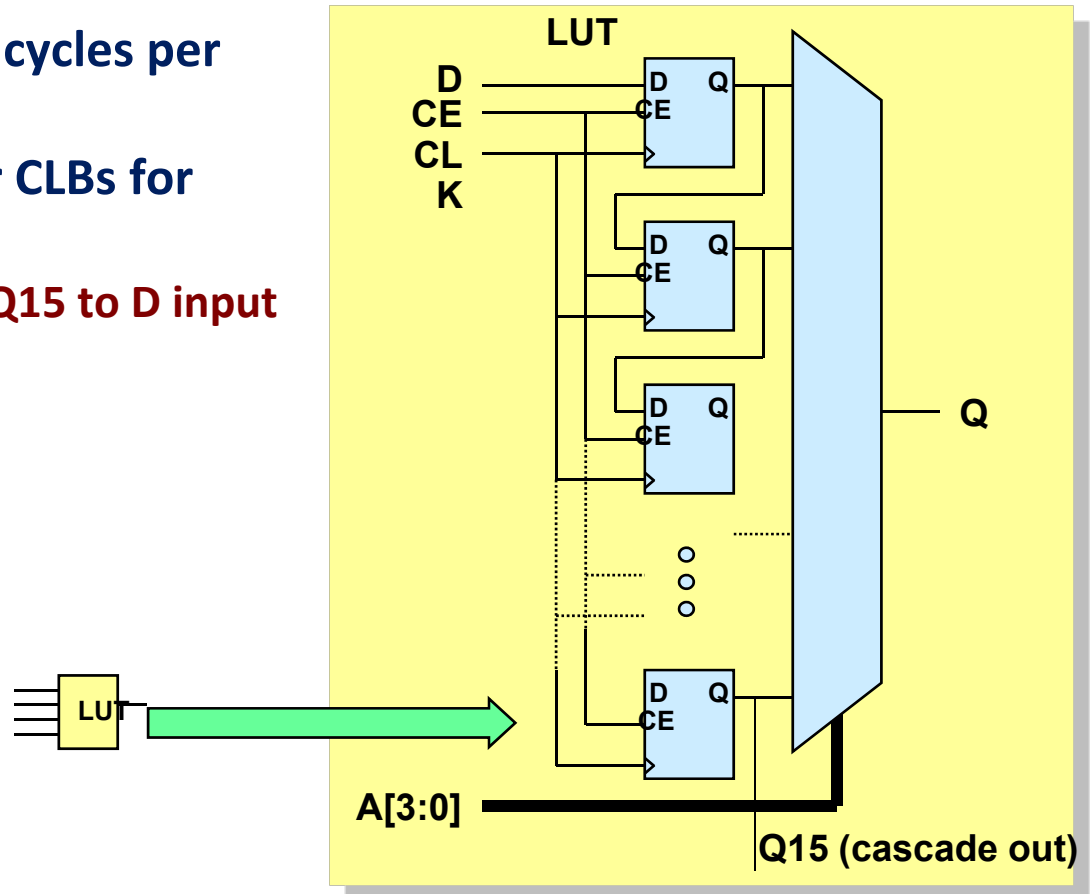 cycles per
r CLBs for
Q15 to D input
LUT
D
CE
CL
K
D Q
CE
D Q
CE
D Q
CE
Q
LUT
D Q
CE
A[3:0]
Q15 (cascade out)